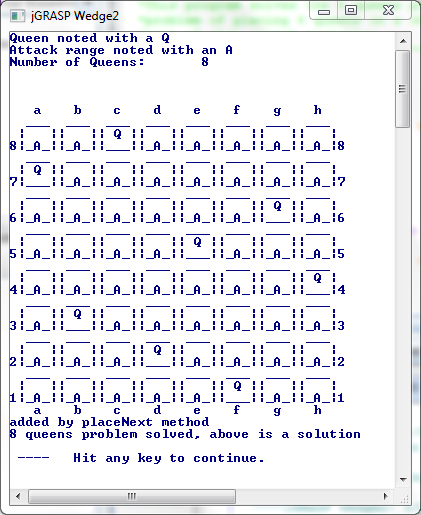 jGRASP Wedge2
Queen noted with a Q
Attack range noted with an A
Number of Queens:       8
a    b    c    d    e    f    g    h
 ___  ___  ___  ___  ___  ___  ___  ___
|   ||   || Q ||   ||   ||   ||   ||   |
8|_A_||_A_||___||_A_||_A_||_A_||_A_||_A_|8
 ___  ___  ___  ___  ___  ___  ___  ___
| Q ||   ||   ||   ||   ||   ||   ||   |
7|___||_A_||_A_||_A_||_A_||_A_||_A_||_A_|7
 ___  ___  ___  ___  ___  ___  ___  ___
|   ||   ||   ||   ||   ||   || Q ||   |
6|_A_||_A_||_A_||_A_||_A_||_A_||___||_A_|6
 ___  ___  ___  ___  ___  ___  ___  ___
|   ||   ||   ||   || Q ||   ||   ||   |
5|_A_||_A_||_A_||_A_||___||_A_||_A_||_A_|5
 ___  ___  ___  ___  ___  ___  ___  ___
|   ||   ||   ||   ||   ||   ||   || Q |
4|_A_||_A_||_A_||_A_||_A_||_A_||_A_||___|4
 ___  ___  ___  ___  ___  ___  ___  ___
|   || Q ||   ||   ||   ||   ||   ||   |
3|_A_||___||_A_||_A_||_A_||_A_||_A_||_A_|3
 ___  ___  ___  ___  ___  ___  ___  ___
|   ||   ||   || Q ||   ||   ||   ||   |
2|_A_||_A_||_A_||___||_A_||_A_||_A_||_A_|2
 ___  ___  ___  ___  ___  ___  ___  ___
|   ||   ||   ||   ||   || Q ||   ||   |
1|_A_||_A_||_A_||_A_||_A_||___||_A_||_A_|1
a    b    c    d    e    f    g    h
added by placeNext method
8 queens problem solved, above is a solution
----   Hit any key to continue.